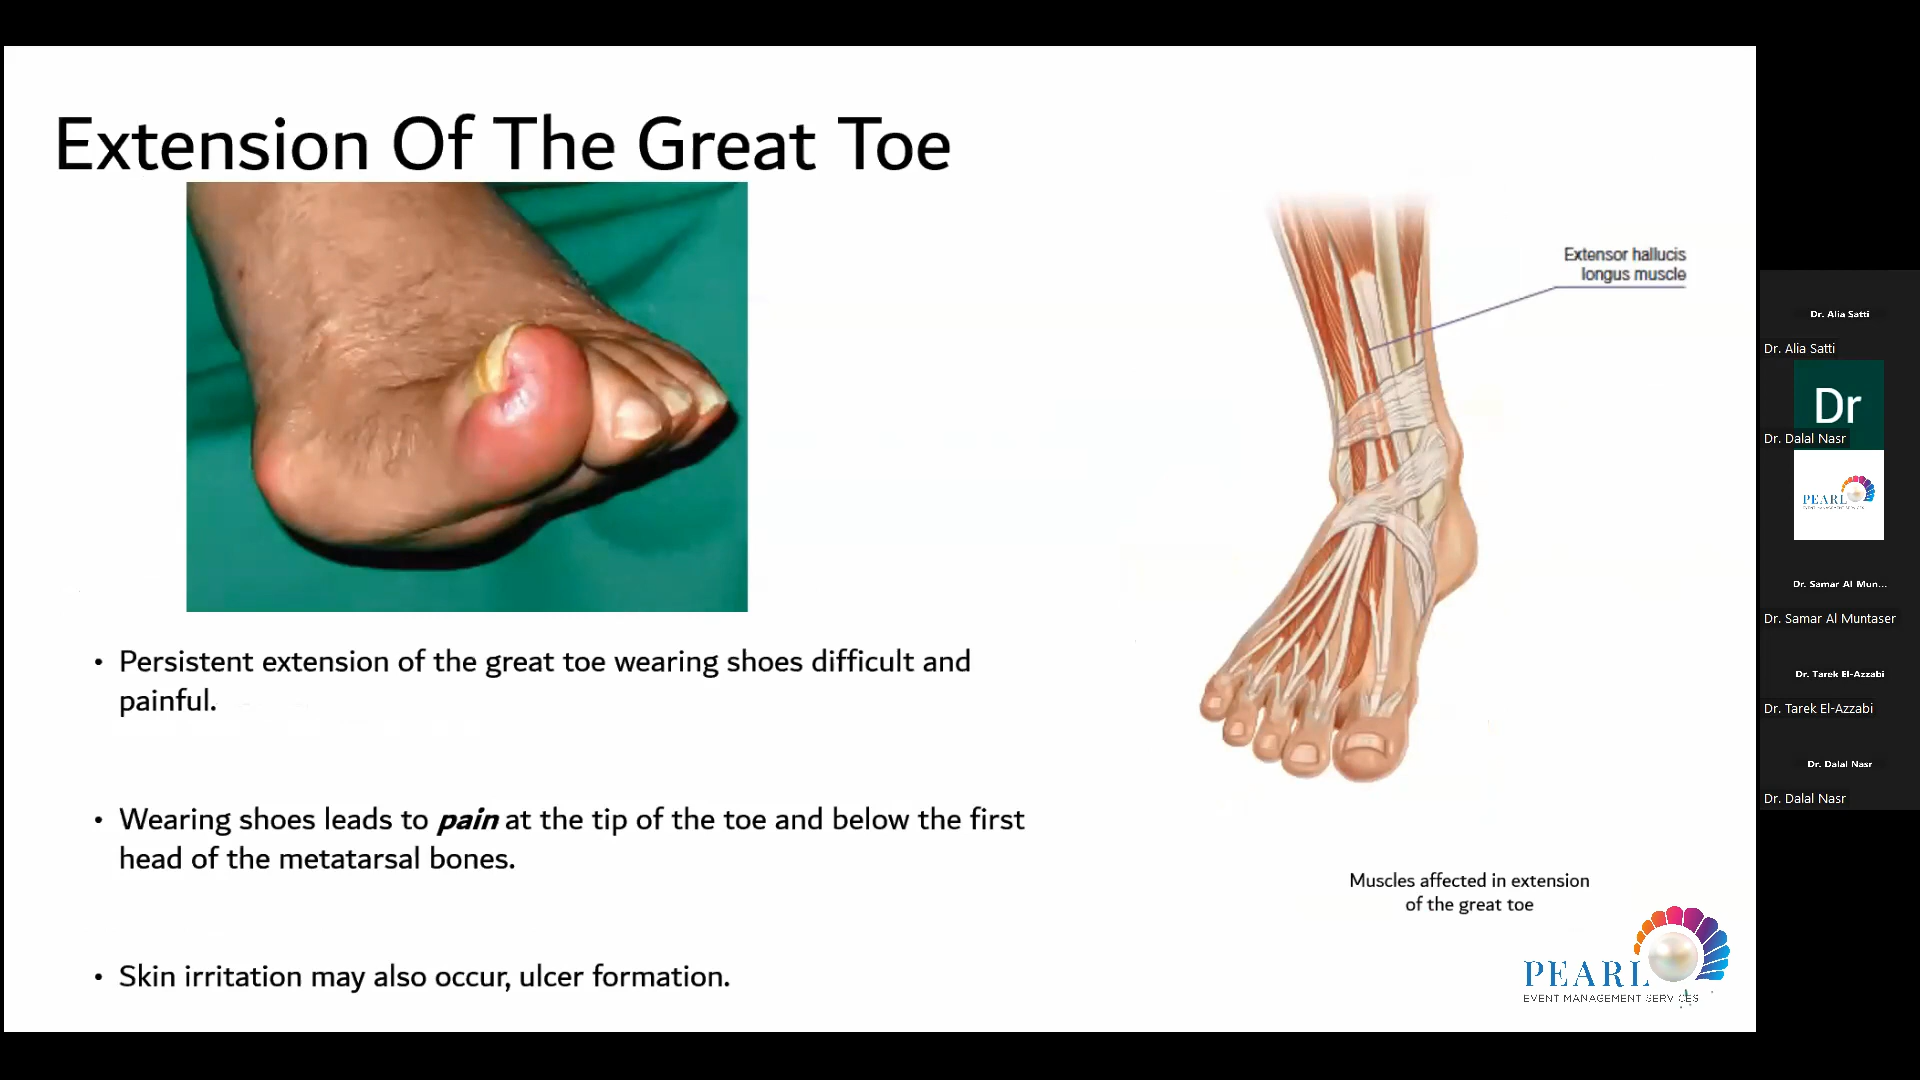 Extension Of The Great Toe
Extensor hallucis
longus muscle
• Persistent extension of the great toe wearing shoes difficult and
painful.
• Wearing shoes leads to pain at the tip of the toe and below the first
head of the metatarsal bones.
• Skin irritation may also occur, ulcer formation.
Muscles affected in extension
of the great toe
PEARL
EVENT MANAGEMENT SERVICES
Dr. Alia Satti
Dr. Alia Satti
Dr
Dr. Dalal Nasr
PEARL
EVENT MANAGEMENT SERVICES
Dr. Samar Al Mun...
Dr. Samar Al Muntaser
Dr. Tarek El-Azzabi
Dr. Tarek El-Azzabi
Dr. Dalal Nasr
Dr. Dalal Nasr